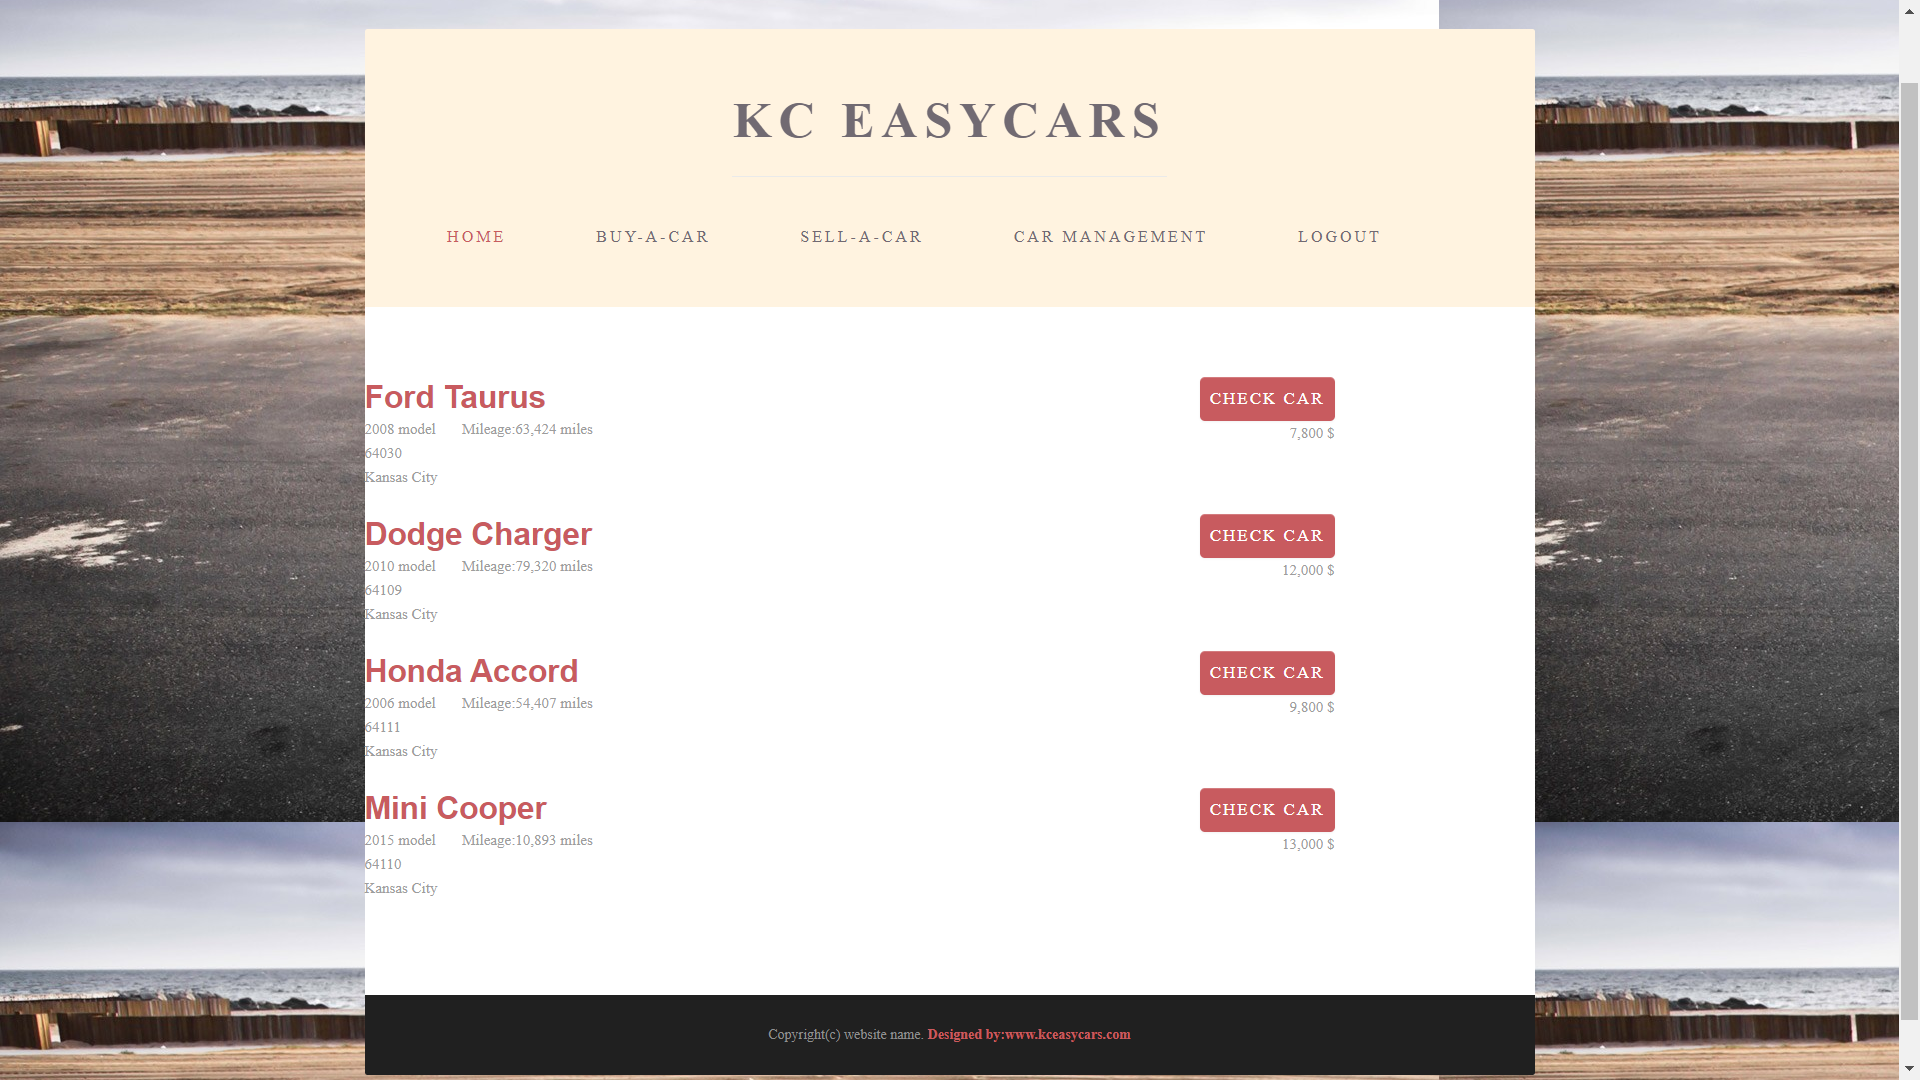 KC EASYCARS
HOME BUY-A-CAR SELL-A-CAR CAR MANAGEMENT LOGOUT
Ford Taurus
CHECK CAR
2008 model Mileage:63,424 miles
7,800 $
64030
Kansas City
Dodge Charger
CHECK CAR
2010 model Mileage:79,320 miles
12,000 $
64109
Kansas City
Honda Accord
CHECK CAR
2006 model Mileage:54,407 miles
9,800 $
64111
Kansas City
Mini Cooper
CHECK CAR
2015 model Mileage:10,893 miles
13,000 $
64110
Kansas City
Copyright(c) website name. Designed by:www.kceasycars.com